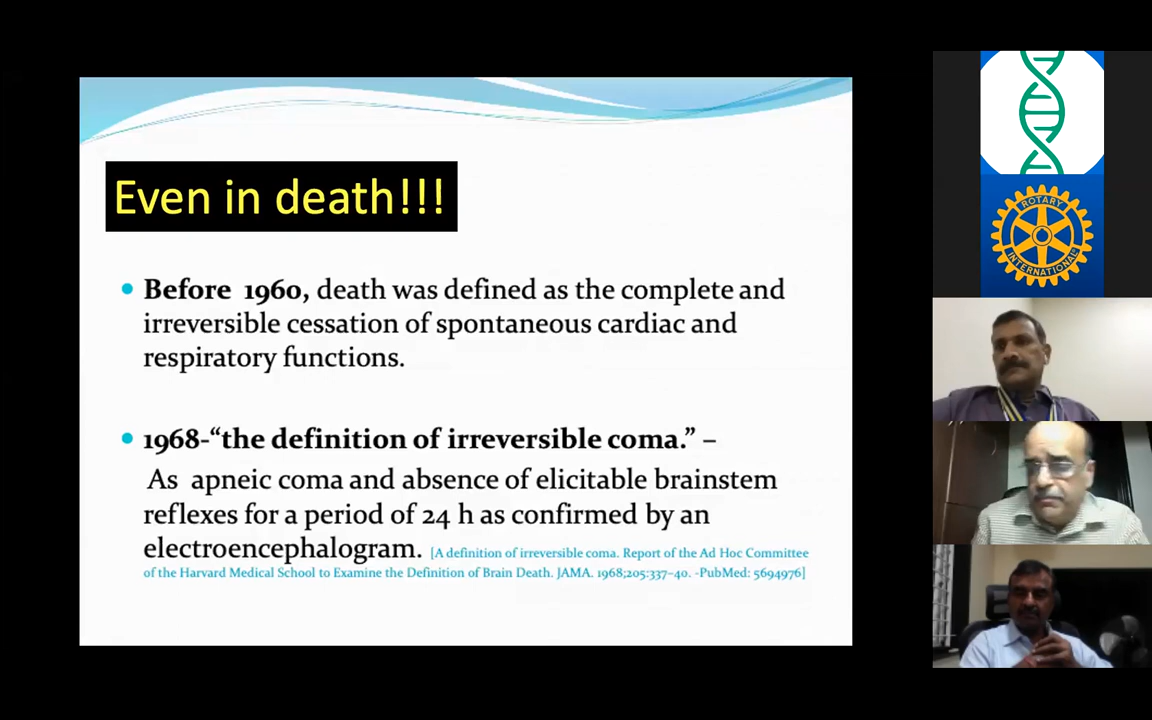 Even in death!!!
Before 1960, death was defined as the complete and
irreversible cessation of spontaneous cardiac and
respiratory functions.
1968-“the definition of irreversible coma.” –
As apneic coma and absence of elicitable brainstem
reflexes for a period of 24 h as confirmed by an
electroencephalogram. [A definition of irreversible coma. Report of the Ad Hoc Committee
of the Harvard Medical School to Examine the Definition of Brain Death. JAMA. 1968;205:337–40. -PubMed: 5694976]
ROTARY
INTERNATIONAL